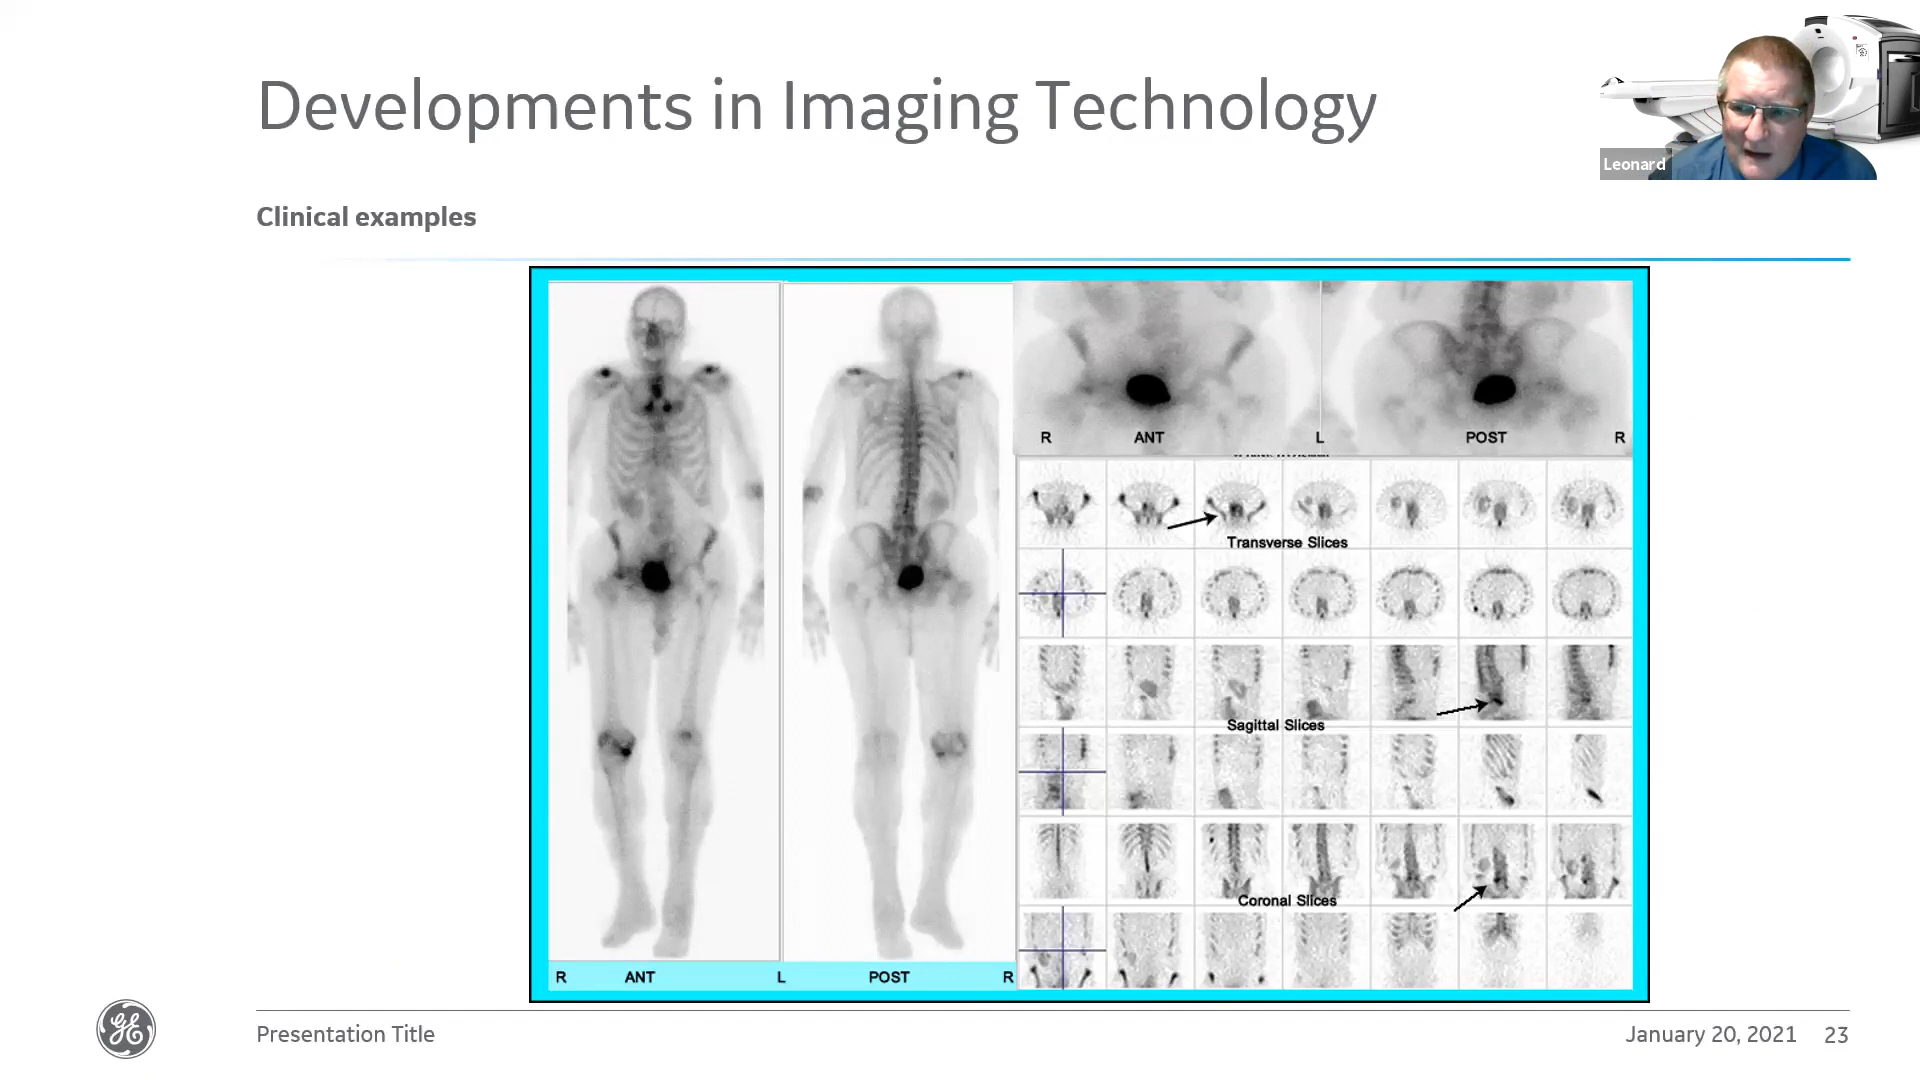 Developments in Imaging Technology
Leonard
Clinical examples
R ANT L POST R
Transverse Slices
Sagittal Slices
Coronal Slices
R ANT L POST R
GE
Presentation Title
January 20, 2021 23